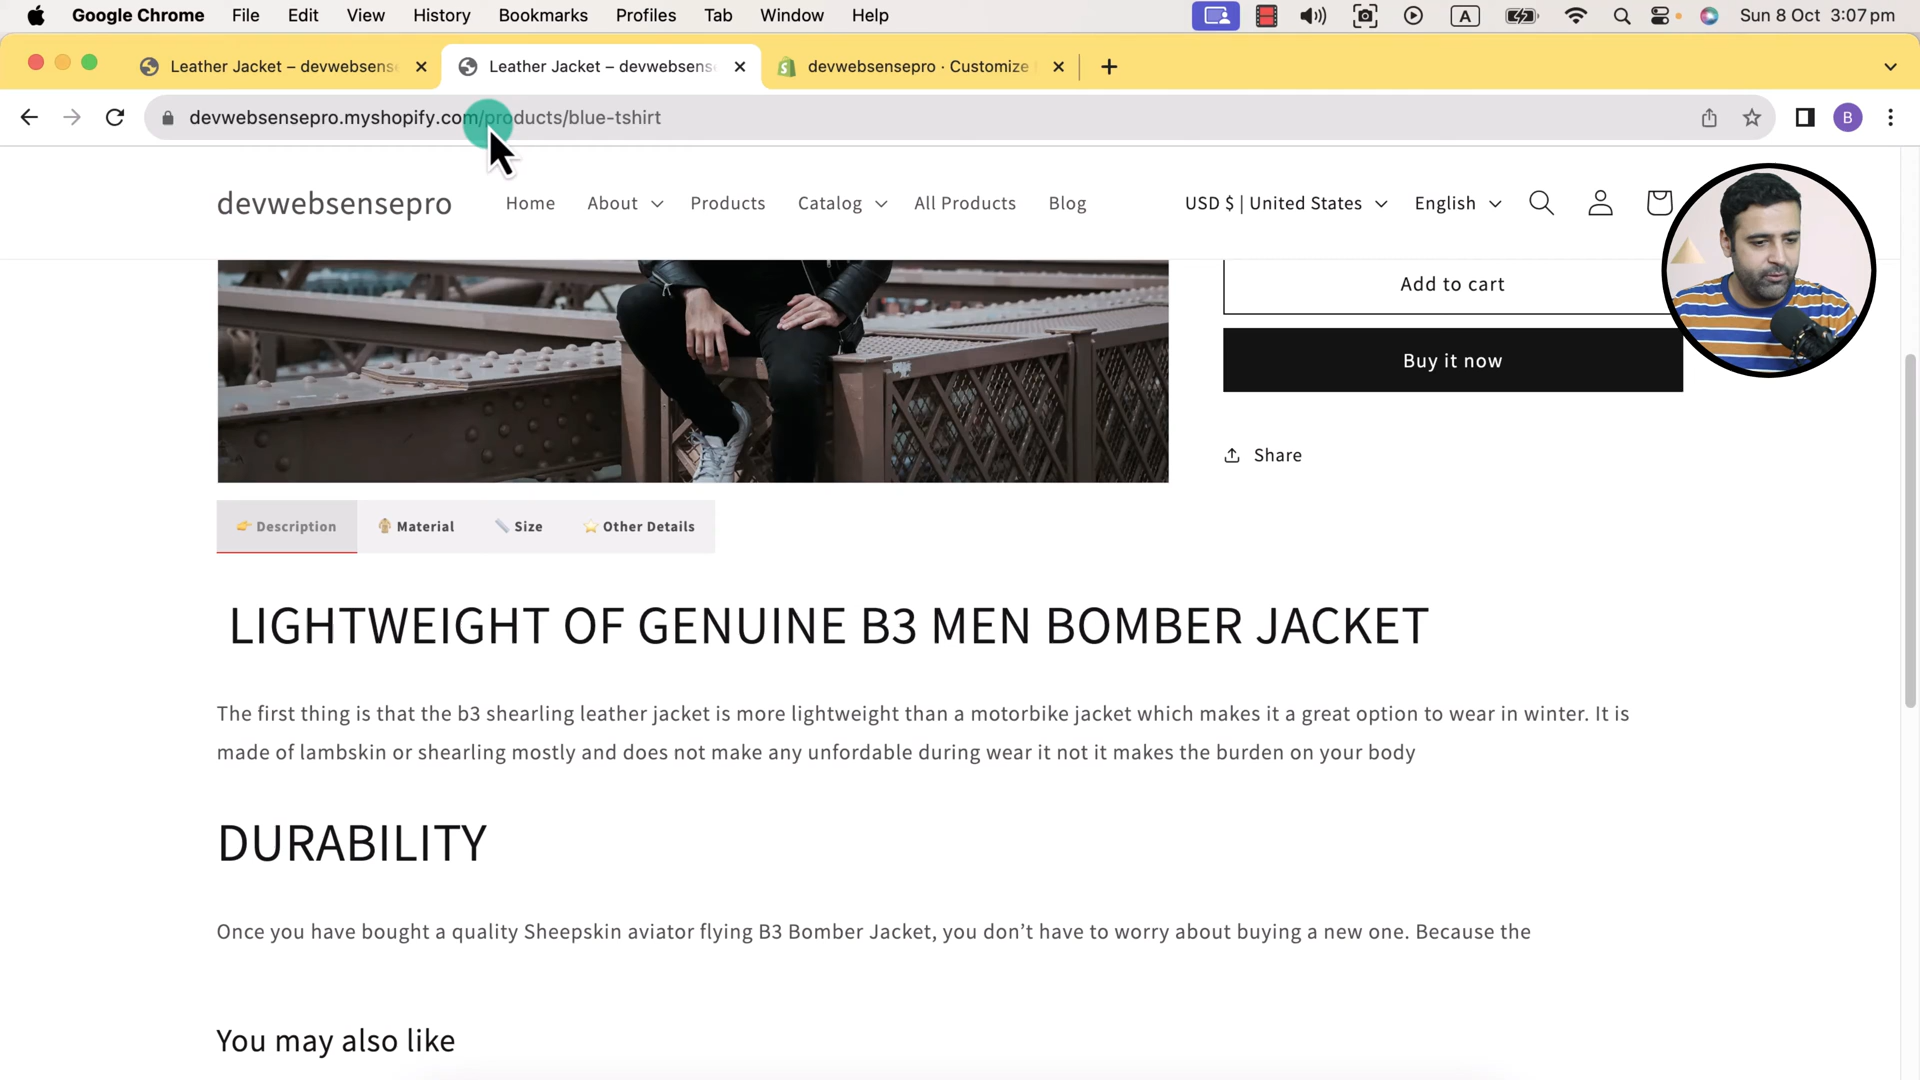 Google Chrome File Edit View History Bookmarks Profiles Tab Window Help A Sun 8 Oct 3:07 pm
Leather Jacket – devwebsens Leather Jacket – devwebsens devwebsensepro · Customize
devwebsensepro.myshopify.com/products/blue-tshirt B
devwebsensepro Home About Products Catalog All Products Blog USD $ | United States English
Add to cart
Buy it now
Share
Description Material Size Other Details
LIGHTWEIGHT OF GENUINE B3 MEN BOMBER JACKET
The first thing is that the b3 shearling leather jacket is more lightweight than a motorbike jacket which makes it a great option to wear in winter. It is
made of lambskin or shearling mostly and does not make any unfordable during wear it not it makes the burden on your body
DURABILITY
Once you have bought a quality Sheepskin aviator flying B3 Bomber Jacket, you don’t have to worry about buying a new one. Because the
You may also like